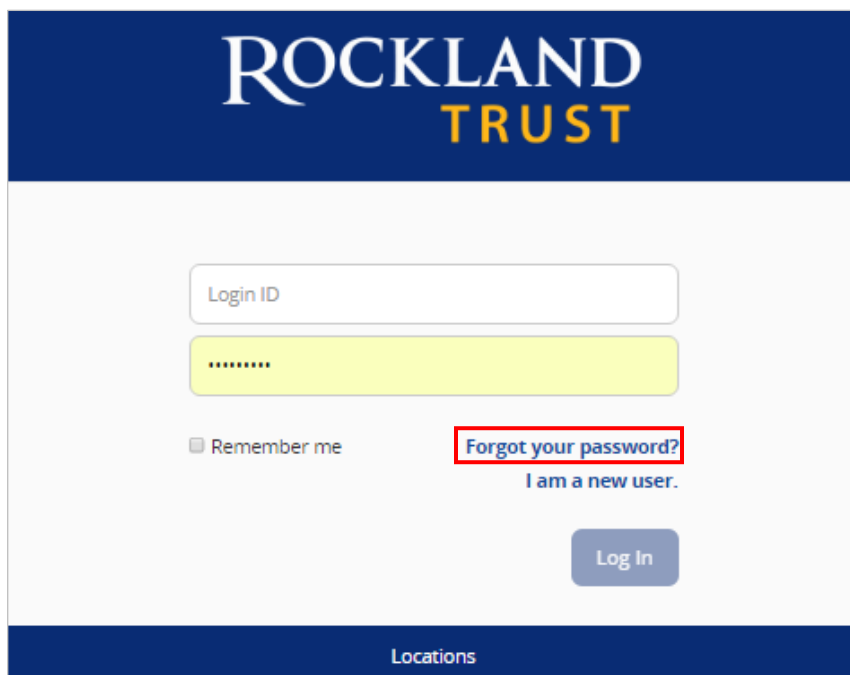 ROCKLAND
TRUST
Login ID
•••••••••
Remember me
Forgot your password?
I am a new user.
Log In
Locations